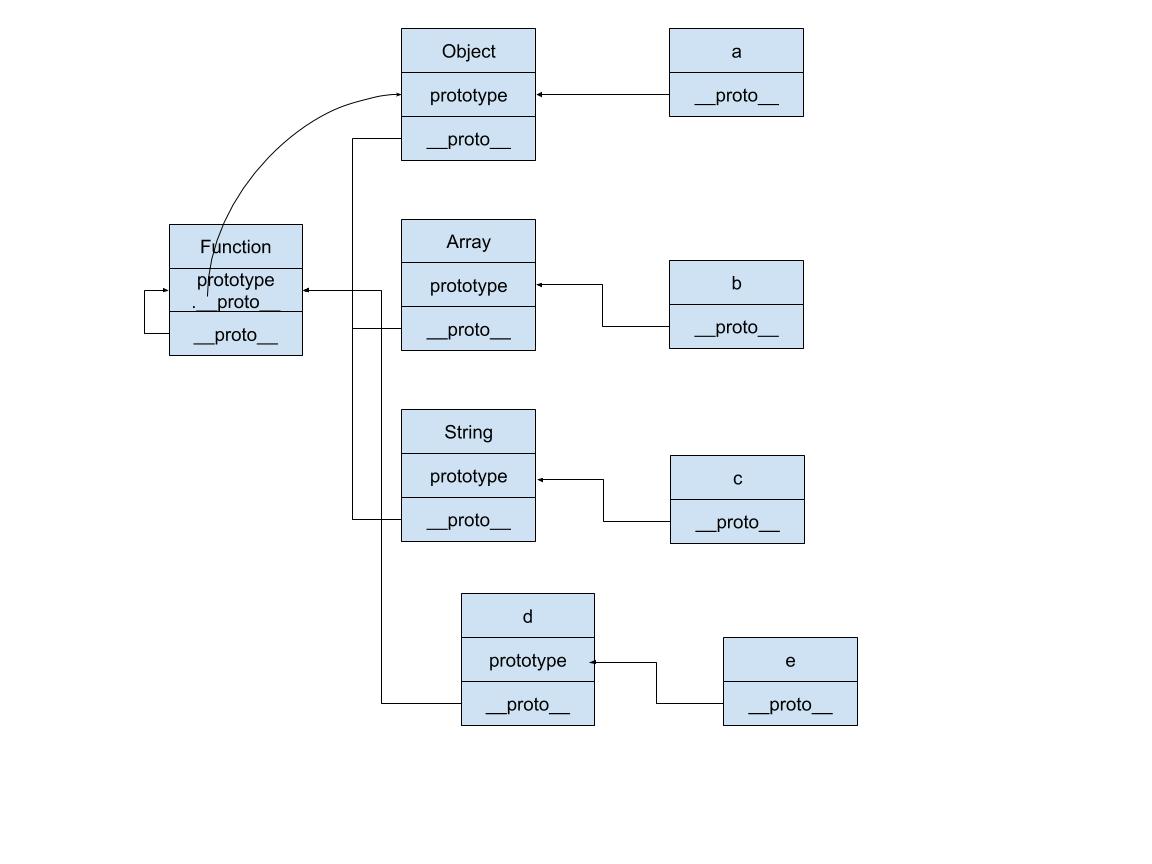 Object
prototype
__proto__
a
__proto__
Function
prototype
.__proto__
__proto__
Array
prototype
__proto__
b
__proto__
String
prototype
__proto__
c
__proto__
d
prototype
__proto__
e
__proto__